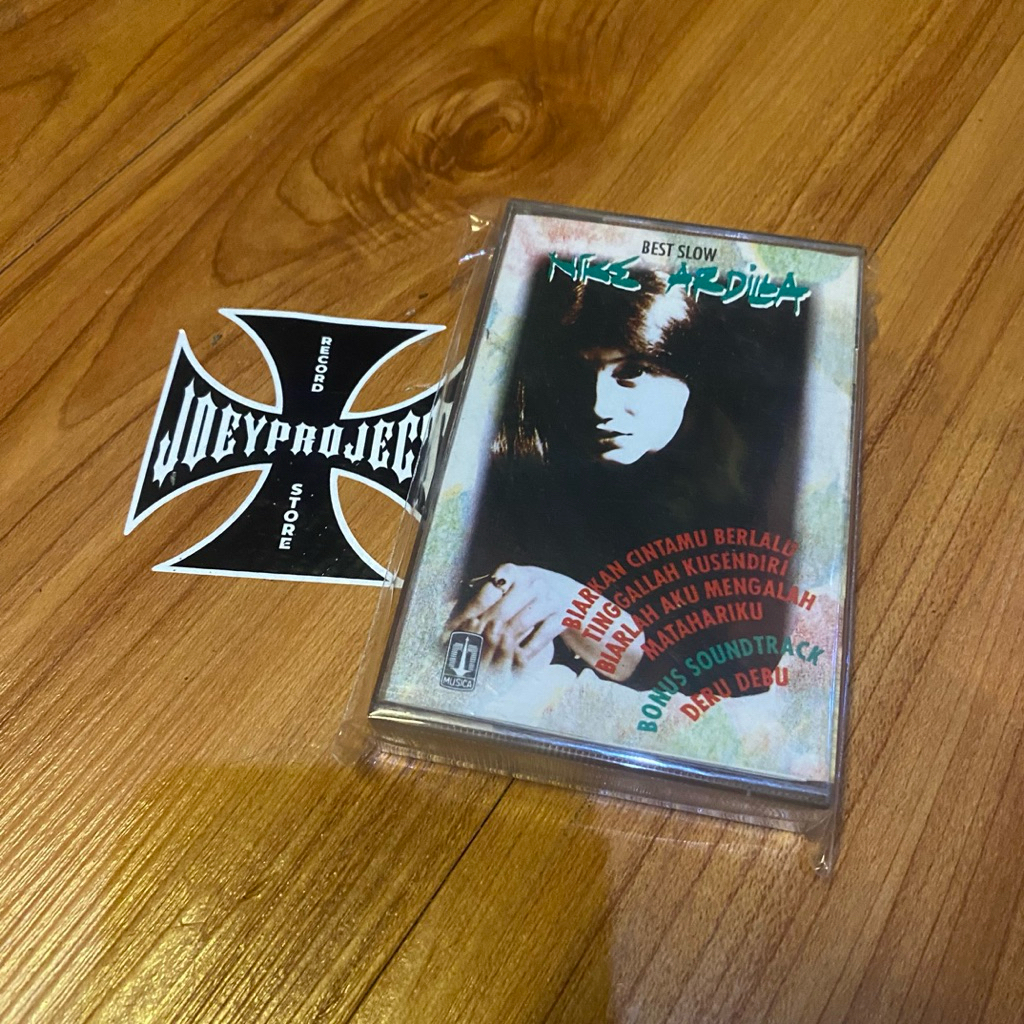 BEST SLOW
NIKE ARDILLA
BIARKAN CINTAMU BERLALU
TINGGALLAH KUSENDIRI
BIARLAH AKU MENGALAH
MATAHARIKU
BONUS SOUNDTRACK
DERU DEBU
MUSICA
RECORD
JOEYPROJECT
STORE